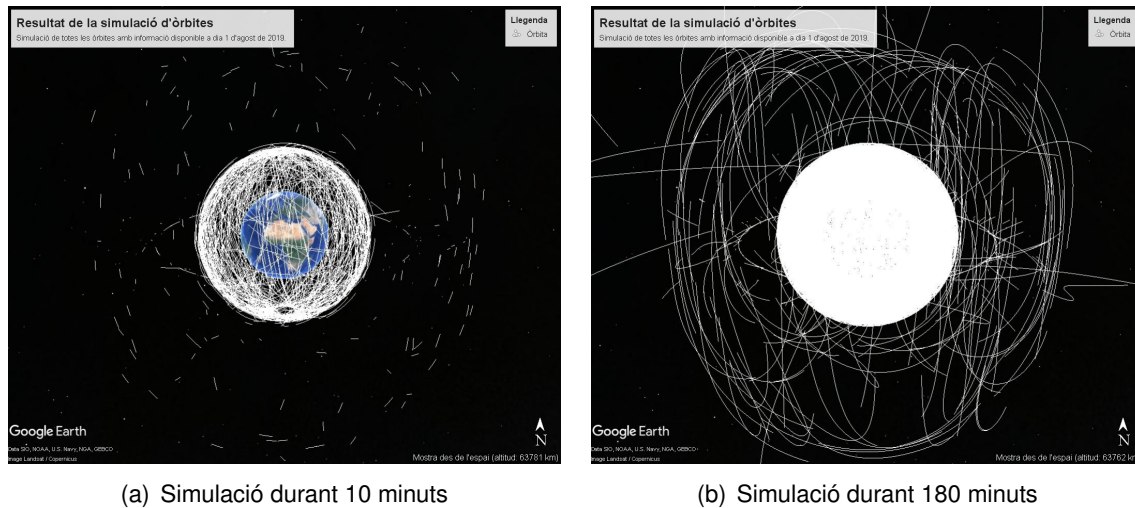 Resultat de la simulació d'òrbites
Simulació de totes les òrbites amb informació disponible a dia 1 d'agost de 2019.
Llegenda
Òrbita
Google Earth
Data SIO, NOAA, U.S. Navy, NGA, GEBCO
Image Landsat / Copernicus
N
Mostra des de l'espai (altitud: 63781 km)
(a) Simulació durant 10 minuts
Resultat de la simulació d'òrbites
Simulació de totes les òrbites amb informació disponible a dia 1 d'agost de 2019.
Llegenda
Òrbita
Google Earth
Data SIO, NOAA, U.S. Navy, NGA, GEBCO
Image Landsat / Copernicus
N
Mostra des de l'espai (altitud: 63762 km)
(b) Simulació durant 180 minuts